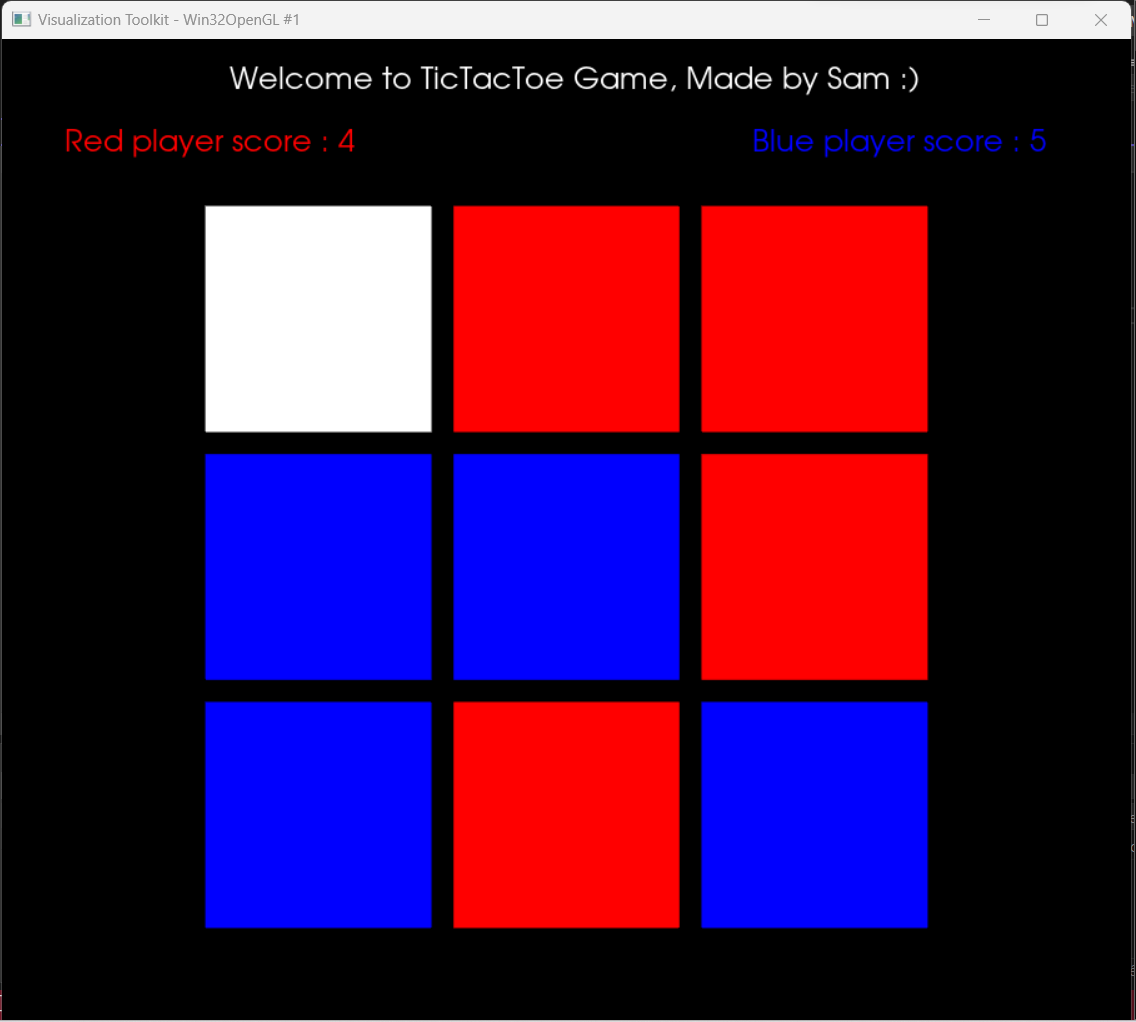 Visualization Toolkit - Win32OpenGL #1
Welcome to TicTacToe Game, Made by Sam :)
Red player score : 4
Blue player score : 5